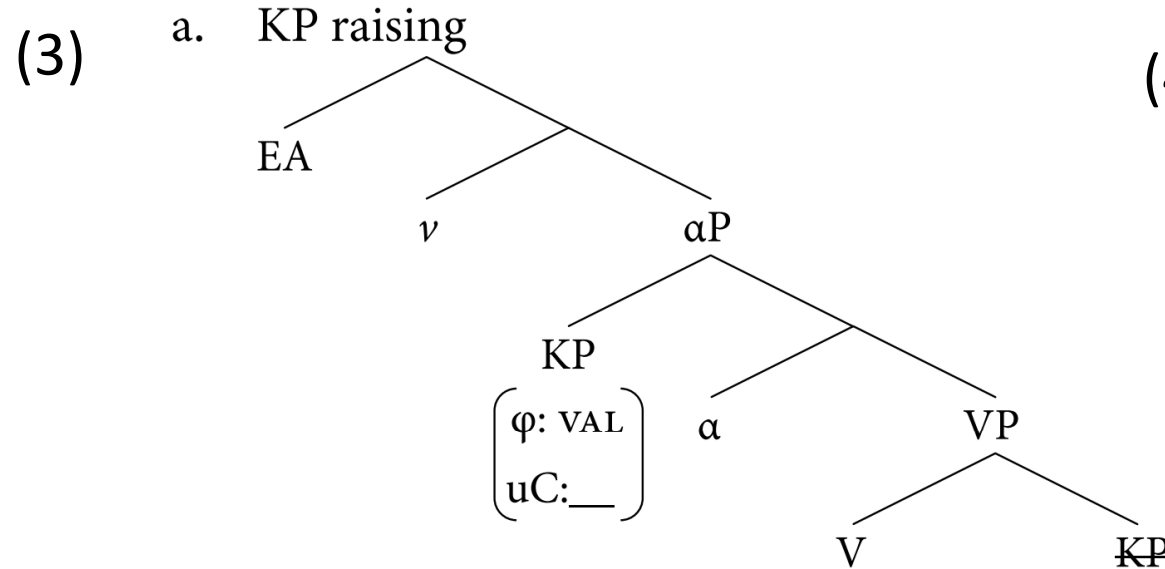 (3) a. KP raising
(
EA
v αP
KP
φ: VAL α VP
uC:__
V KP